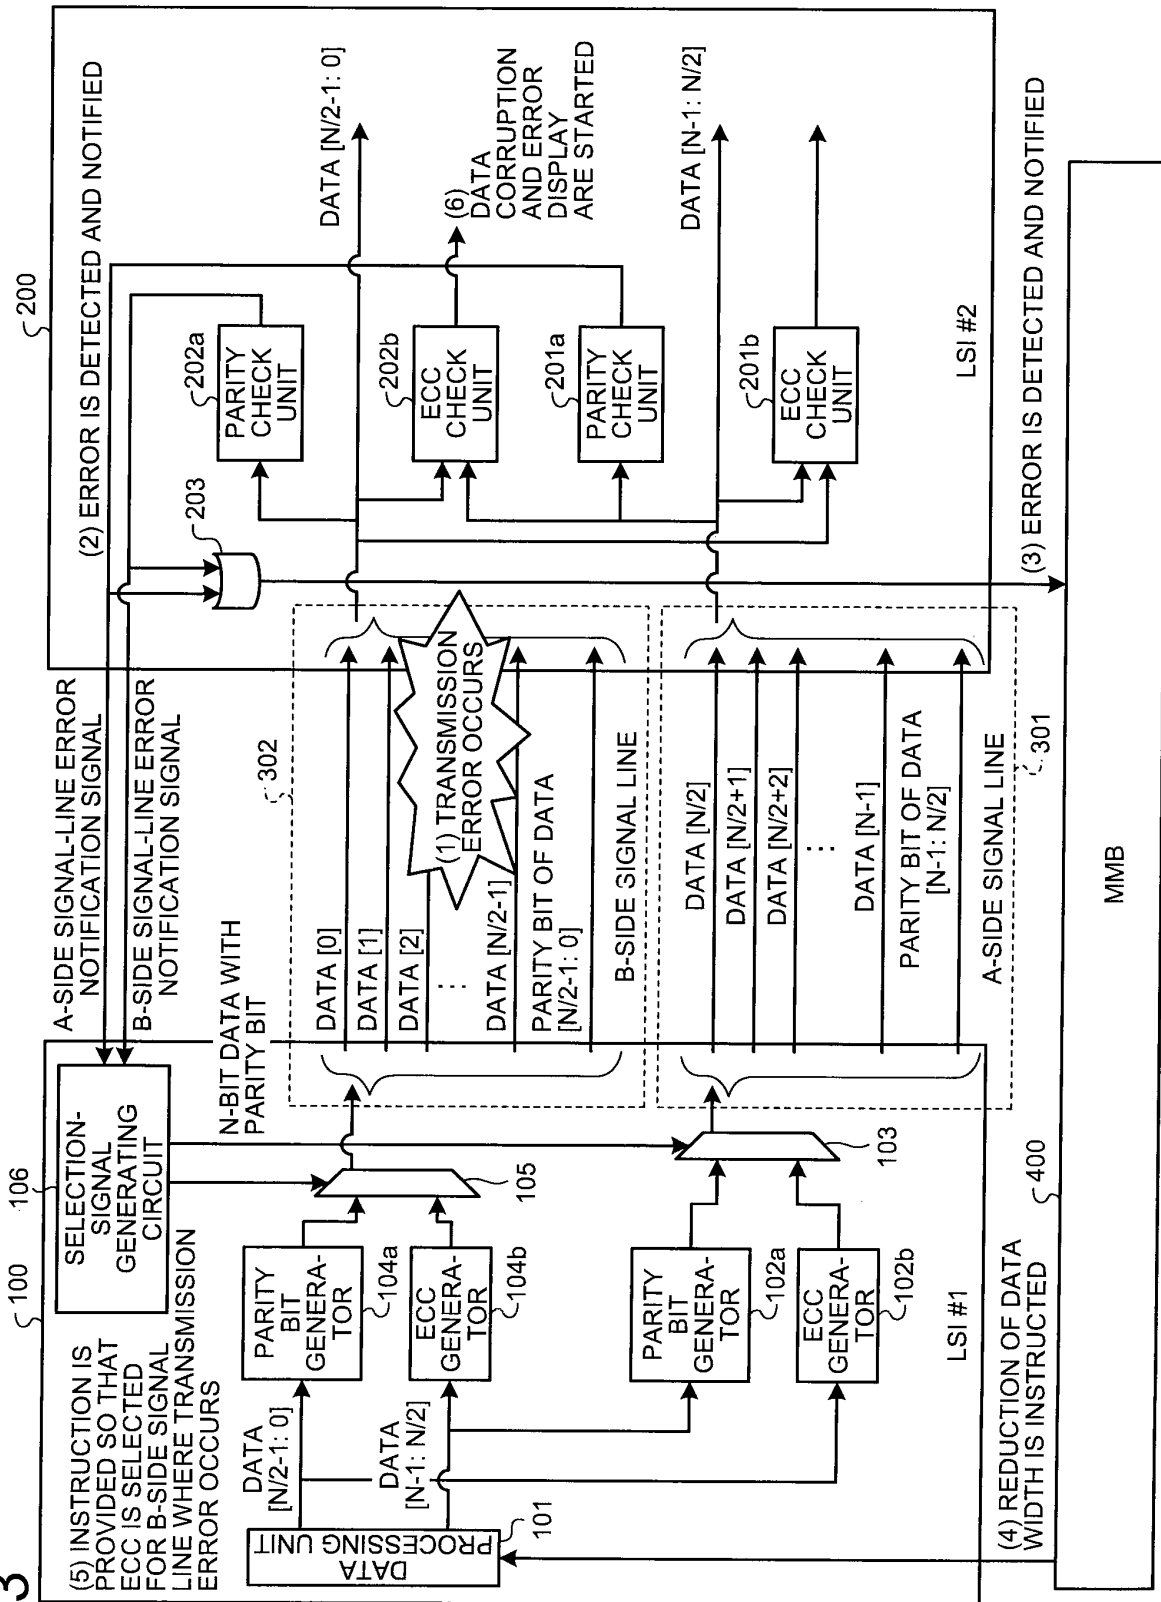 3
100
(5) INSTRUCTION IS
PROVIDED SO THAT
ECC IS SELECTED
FOR B-SIDE SIGNAL
LINE WHERE TRANSMISSION
ERROR OCCURS
106
SELECTION-
SIGNAL
GENERATING
CIRCUIT
A-SIDE SIGNAL-LINE ERROR
NOTIFICATION SIGNAL
B-SIDE SIGNAL-LINE ERROR
NOTIFICATION SIGNAL
N-BIT DATA WITH
PARITY BIT
DATA
PROCESSING UNIT
101
DATA
[N/2-1: 0]
DATA
[N-1: N/2]
PARITY
BIT
GENERA-
TOR
104a
ECC
GENERA-
TOR
104b
105
PARITY
BIT
GENERA-
TOR
102a
ECC
GENERA-
TOR
102b
103
LSI #1
302
DATA [0]
DATA [1]
DATA [2]
...
DATA [N/2-1]
PARITY BIT OF DATA
[N/2-1: 0]
B-SIDE SIGNAL LINE
(1) TRANSMISSION
ERROR OCCURS
DATA [N/2]
DATA [N/2+1]
DATA [N/2+2]
...
DATA [N-1]
PARITY BIT OF DATA
[N-1: N/2]
A-SIDE SIGNAL LINE
301
200
(2) ERROR IS DETECTED AND NOTIFIED
203
202a
PARITY
CHECK
UNIT
202b
ECC
CHECK
UNIT
201a
PARITY
CHECK
UNIT
201b
ECC
CHECK
UNIT
DATA [N/2-1: 0]
(6)
DATA
CORRUPTION
AND ERROR
DISPLAY
ARE STARTED
DATA [N-1: N/2]
LSI #2
(3) ERROR IS DETECTED AND NOTIFIED
(4) REDUCTION OF DATA
WIDTH IS INSTRUCTED
400
MMB